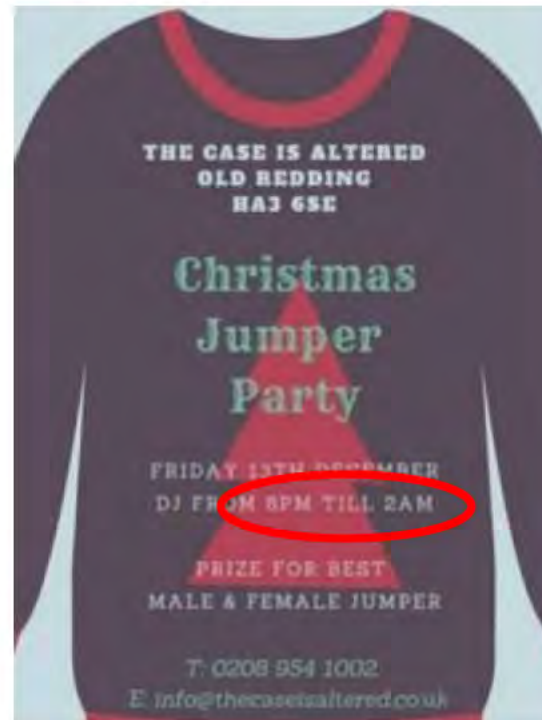 THE CASE IS ALTERED
OLD REDDING
HA3 6SE
Christmas
Jumper
Party
FRIDAY 13TH DECEMBER
DJ FROM 8PM TILL 2AM
PRIZE FOR BEST
MALE & FEMALE JUMPER
T: 0208 954 1002
E: info@thecaseisaltered.co.uk